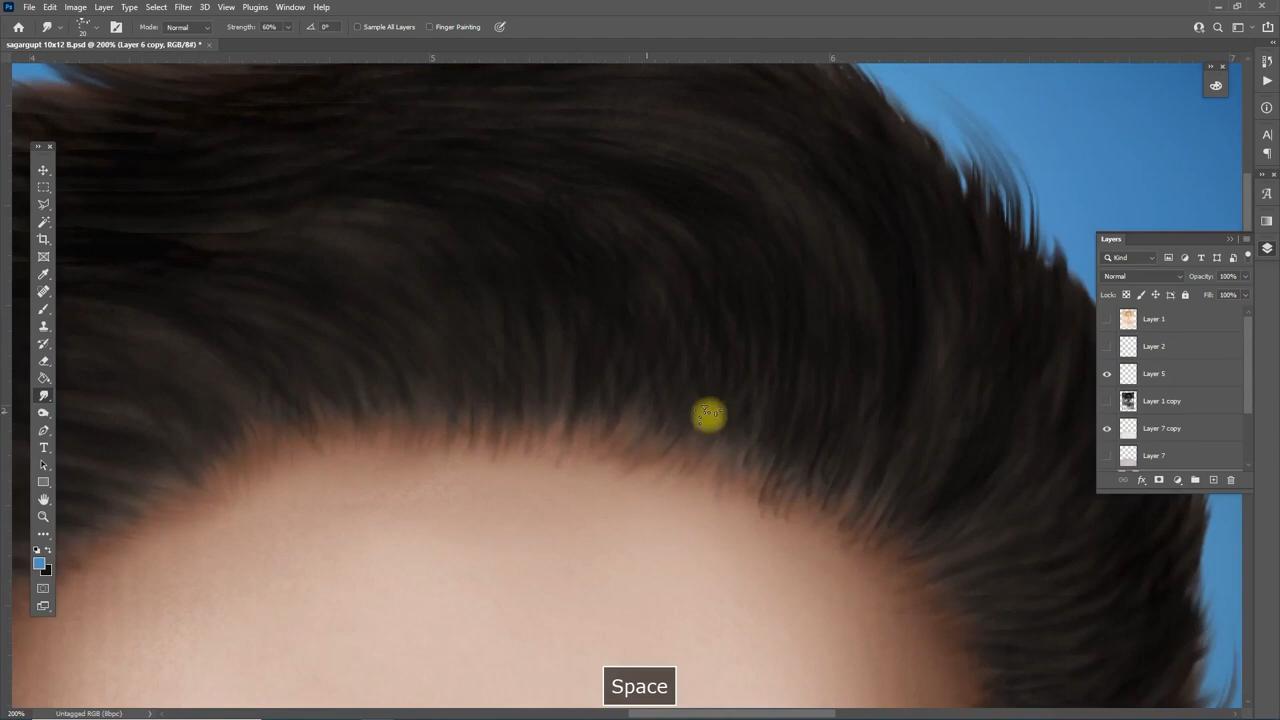 File Edit Image Layer Type Select Filter 3D View Plugins Window Help
20 Mode: Normal Strength: 60% 0° Sample All Layers Finger Painting
sagargupt 10x12 B.psd @ 200% (Layer 6 copy, RGB/8#) *
4 5 6 7
2
Layers
Kind
Normal Opacity: 100%
Lock: Fill: 100%
Layer 1
Layer 2
Layer 5
Layer 1 copy
Layer 7 copy
Layer 7
Space
200% Untagged RGB (8bpc)